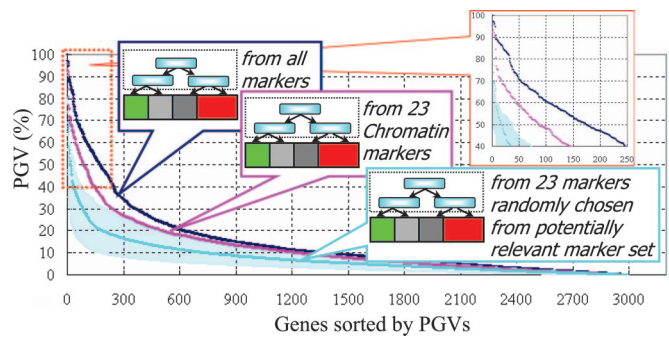 100
90
80
70
60
50
40
30
20
10
0
PGV (%)
from all
markers
from 23
Chromatin
markers
from 23 markers
randomly chosen
from potentially
relevant marker set
100
90
80
70
60
50
40
0 50 100 150 200 250
0 300 600 900 1200 1500 1800 2100 2400 2700 3000
Genes sorted by PGVs